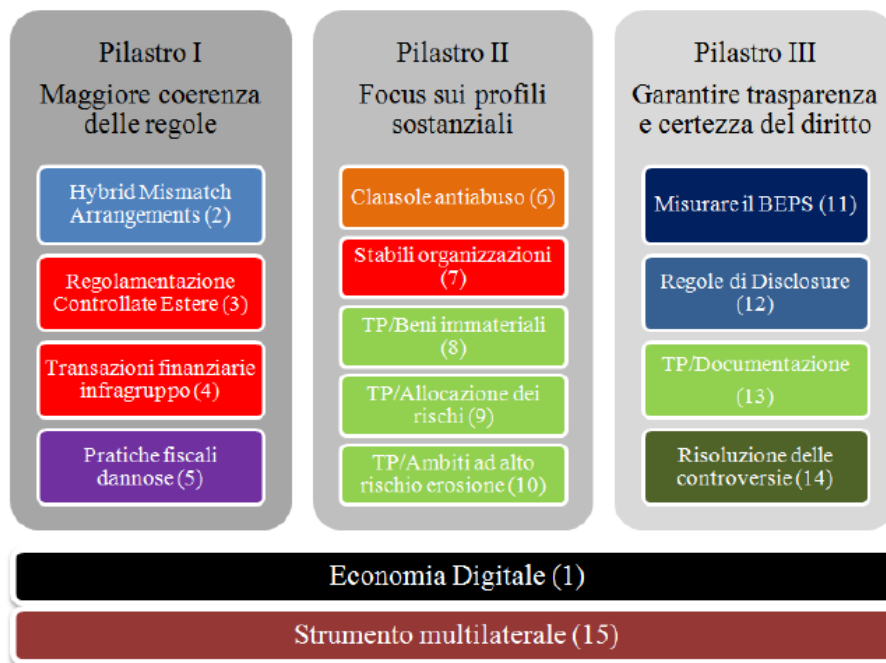 Pilastro I
Maggiore coerenza
delle regole
Hybrid Mismatch
Arrangements (2)
Regolamentazione
Controllate Estere (3)
Transazioni finanziarie
infragruppo (4)
Pratiche fiscali
dannose (5)
Pilastro II
Focus sui profili
sostanziali
Clausole antiabuso (6)
Stabili organizzazioni
(7)
TP/Beni immateriali
(8)
TP/Allocazione dei
rischi (9)
TP/Ambiti ad alto
rischio erosione (10)
Pilastro III
Garantire trasparenza
e certezza del diritto
Misurare il BEPS (11)
Regole di Disclosure
(12)
TP/Documentazione
(13)
Risoluzione delle
controversie (14)
Economia Digitale (1)
Strumento multilaterale (15)